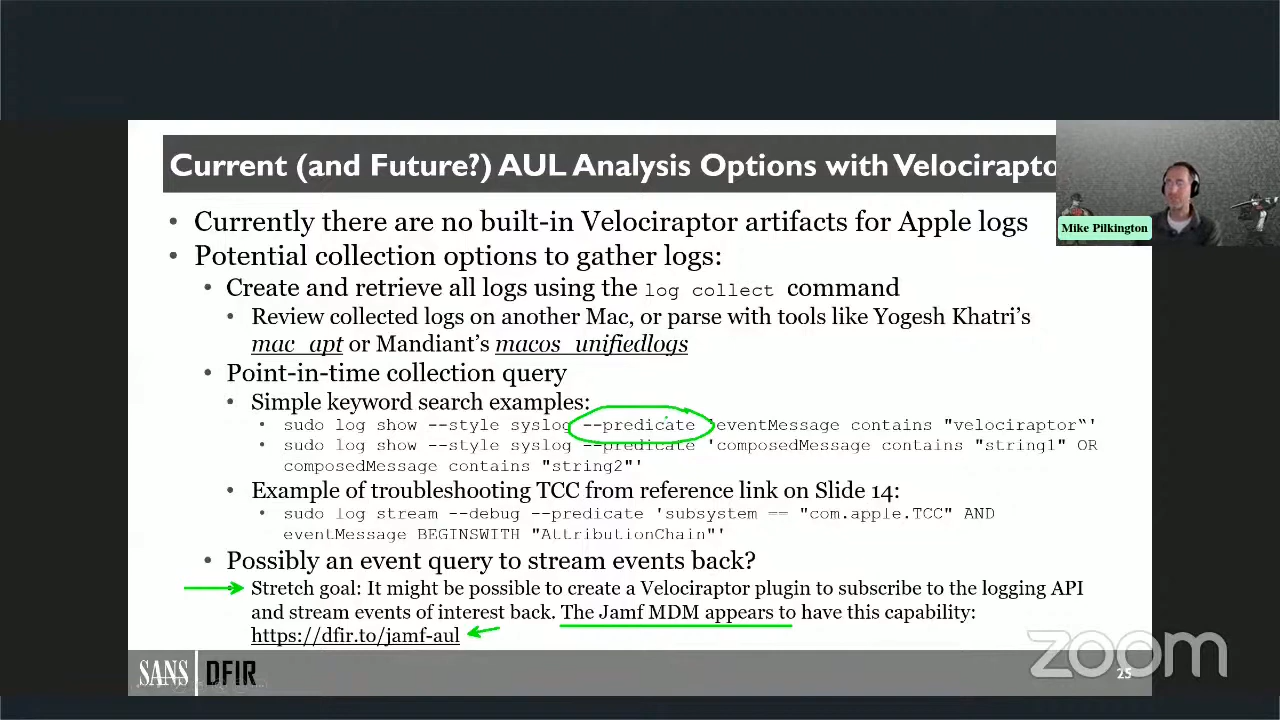 Current (and Future?) AUL Analysis Options with Velocirapto
Mike Pilkington
• Currently there are no built-in Velociraptor artifacts for Apple logs
• Potential collection options to gather logs:
• Create and retrieve all logs using the log collect command
• Review collected logs on another Mac, or parse with tools like Yogesh Khatri’s
mac_apt or Mandiant’s macos_unifiedlogs
• Point-in-time collection query
• Simple keyword search examples:
• sudo log show --style syslog --predicate 'eventMessage contains "velociraptor“'
• sudo log show --style syslog --predicate 'composedMessage contains "string1" OR
composedMessage contains "string2"'
• Example of troubleshooting TCC from reference link on Slide 14:
• sudo log stream --debug --predicate 'subsystem == "com.apple.TCC" AND
eventMessage BEGINSWITH "AttributionChain"'
• Possibly an event query to stream events back?
Stretch goal: It might be possible to create a Velociraptor plugin to subscribe to the logging API
and stream events of interest back. The Jamf MDM appears to have this capability:
https://dfir.to/jamf-aul
SANS DFIR
25
zoom